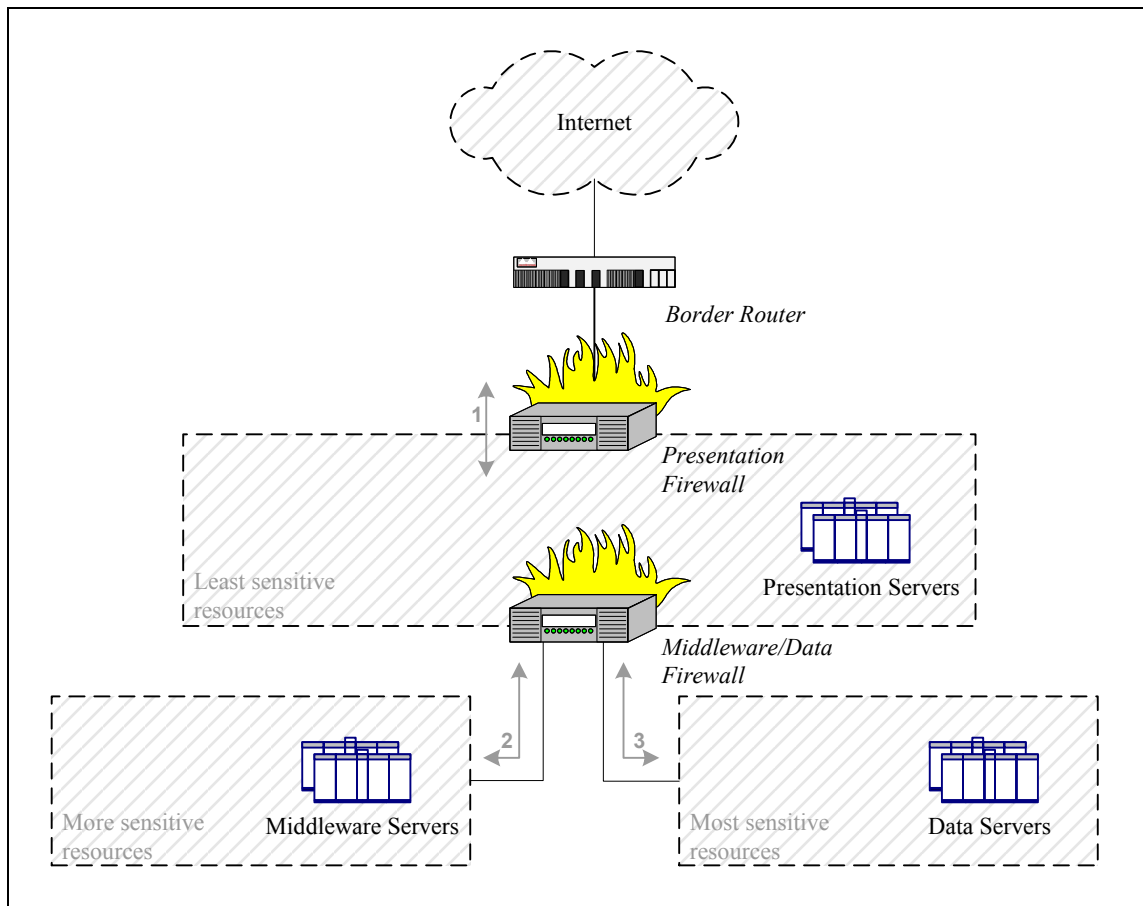 Internet
Border Router
1
Presentation
Firewall
Least sensitive
resources
Presentation Servers
Middleware/Data
Firewall
2
3
More sensitive
resources
Middleware Servers
Most sensitive
resources
Data Servers